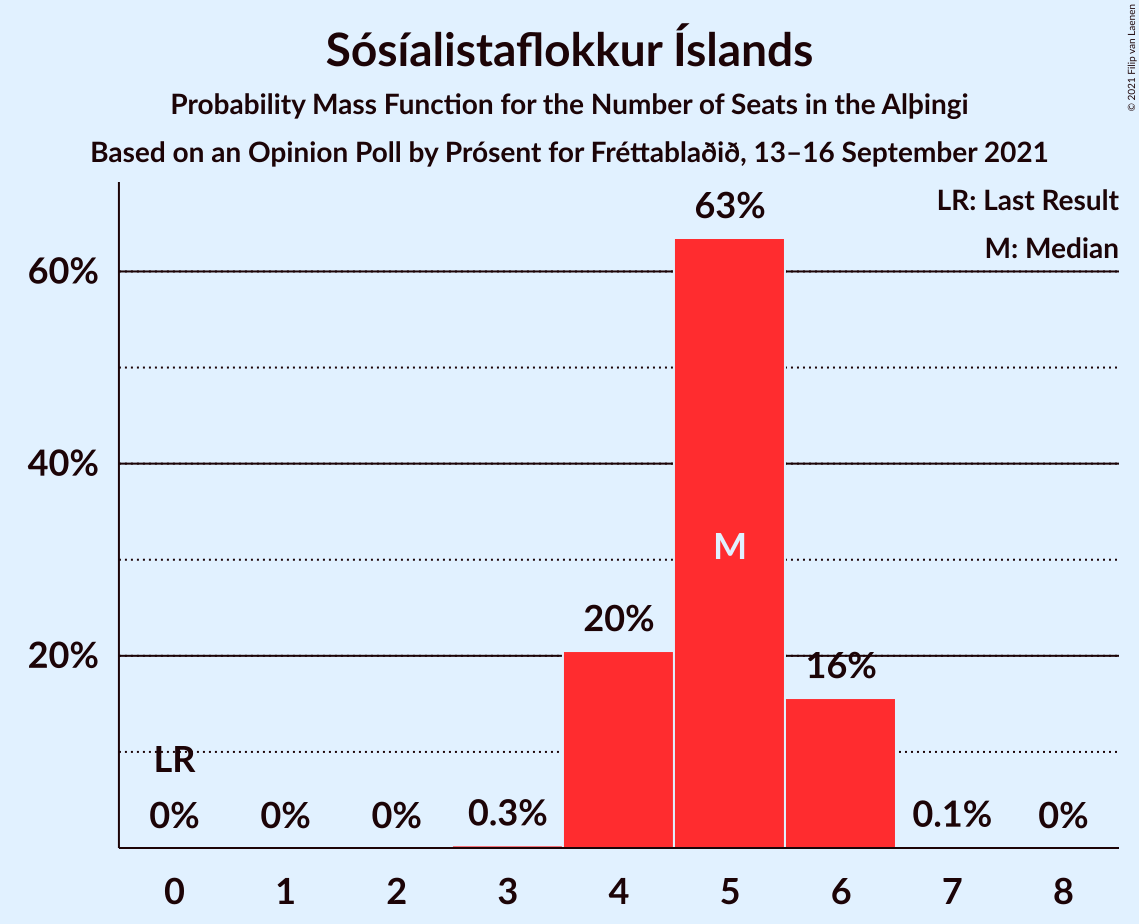 Sósíalistaflokkur Íslands
Probability Mass Function for the Number of Seats in the Alþingi
Based on an Opinion Poll by Prósent for Fréttablaðið, 13–16 September 2021
© 2021 Filip van Laenen
LR: Last Result
M: Median
63%
60%
40%
M
20%
20%
16%
LR
0% 0% 0% 0.3% 0.1% 0%
0 1 2 3 4 5 6 7 8